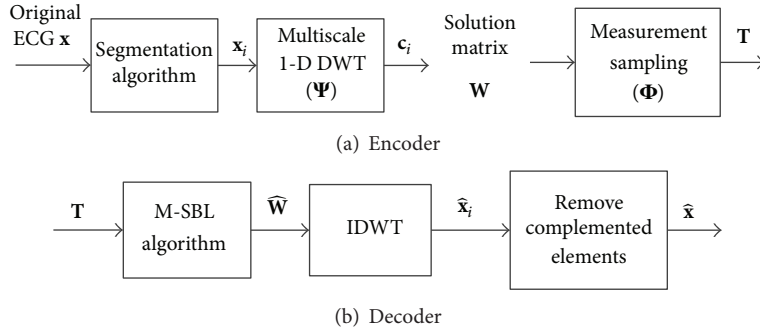 Original
ECG x
Segmentation
algorithm
x_i
Multiscale
1-D DWT
(Ψ)
c_i
Solution
matrix
W
Measurement
sampling
(Φ)
T
(a) Encoder
T
M-SBL
algorithm
Ŵ
IDWT
x̂_i
Remove
complemented
elements
x̂
(b) Decoder